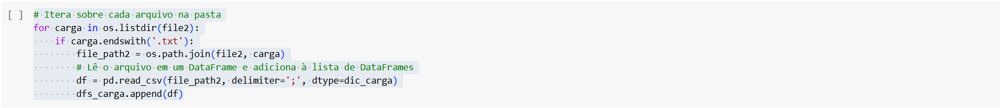 [ ] # Itera sobre cada arquivo na pasta
for carga in os.listdir(file2):
    if carga.endswith('.txt'):
        file_path2 = os.path.join(file2, carga)
        # Lê o arquivo em um DataFrame e adiciona à lista de DataFrames
        df = pd.read_csv(file_path2, delimiter=';', dtype=dic_carga)
        dfs_carga.append(df)